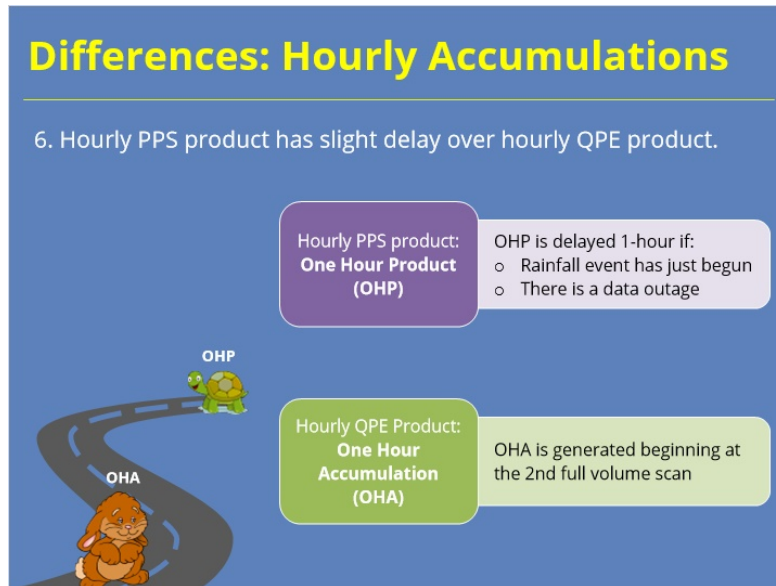 Differences: Hourly Accumulations
6. Hourly PPS product has slight delay over hourly QPE product.
Hourly PPS product:
One Hour Product
(OHP)
OHP is delayed 1-hour if:
o Rainfall event has just begun
o There is a data outage
OHP
Hourly QPE Product:
One Hour
Accumulation
(OHA)
OHA is generated beginning at
the 2nd full volume scan
OHA